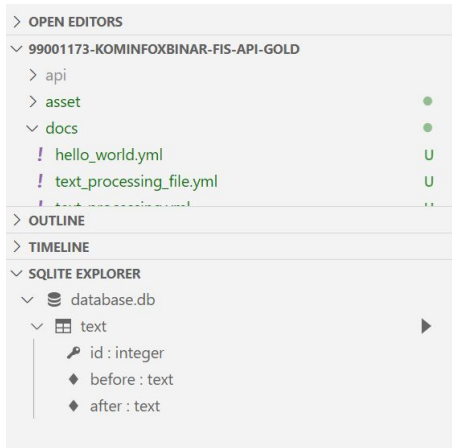 OPEN EDITORS
99001173-KOMINFOXBINAR-FIS-API-GOLD
api
asset
docs
! hello_world.yml U
! text_processing_file.yml U
OUTLINE
TIMELINE
SQLITE EXPLORER
database.db
text
id : integer
before : text
after : text